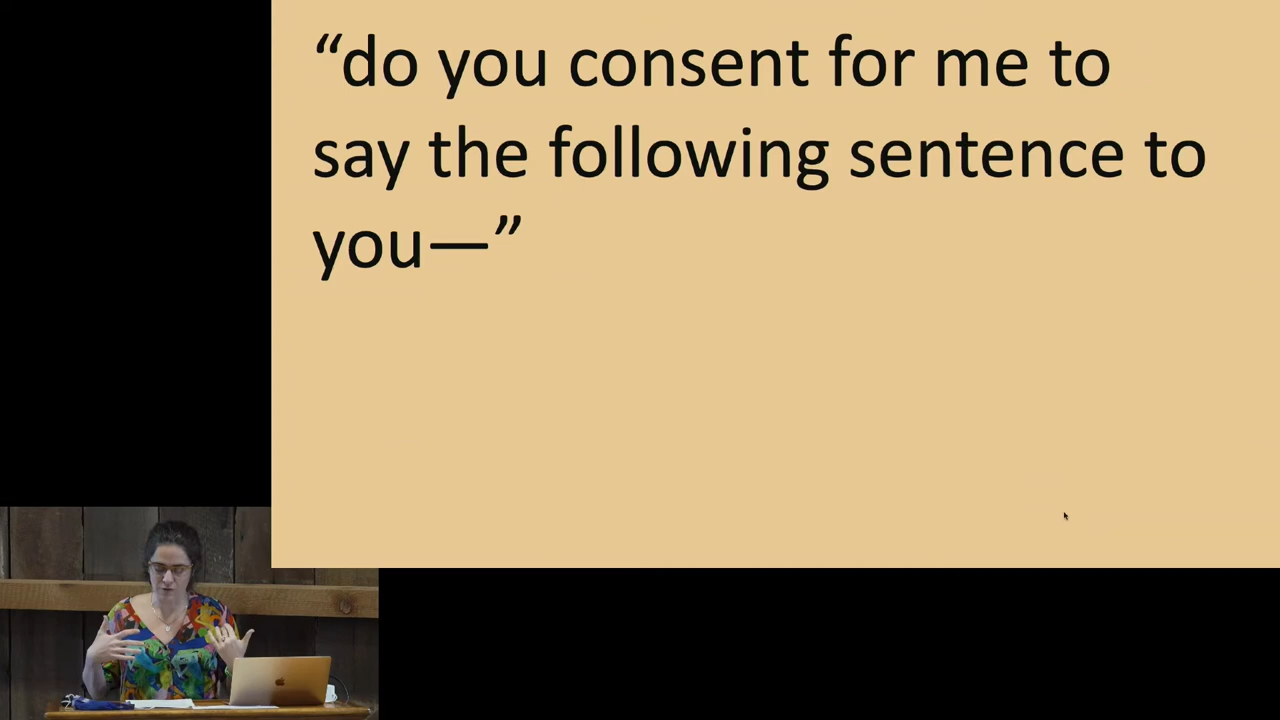 “do you consent for me to
say the following sentence to
you—”